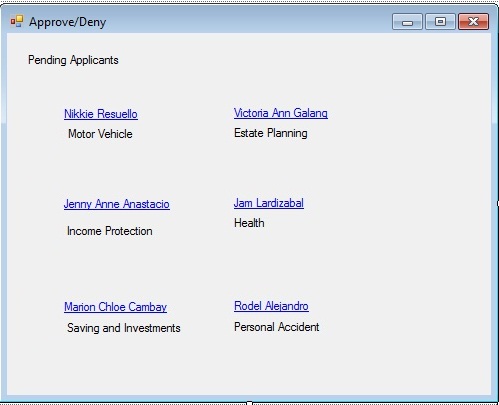 Approve/Deny
Pending Applicants
Nikkie Resuello
Victoria Ann Galang
Motor Vehicle
Estate Planning
Jenny Anne Anastacio
Jam Lardizabal
Income Protection
Health
Marion Chloe Cambay
Rodel Alejandro
Saving and Investments
Personal Accident